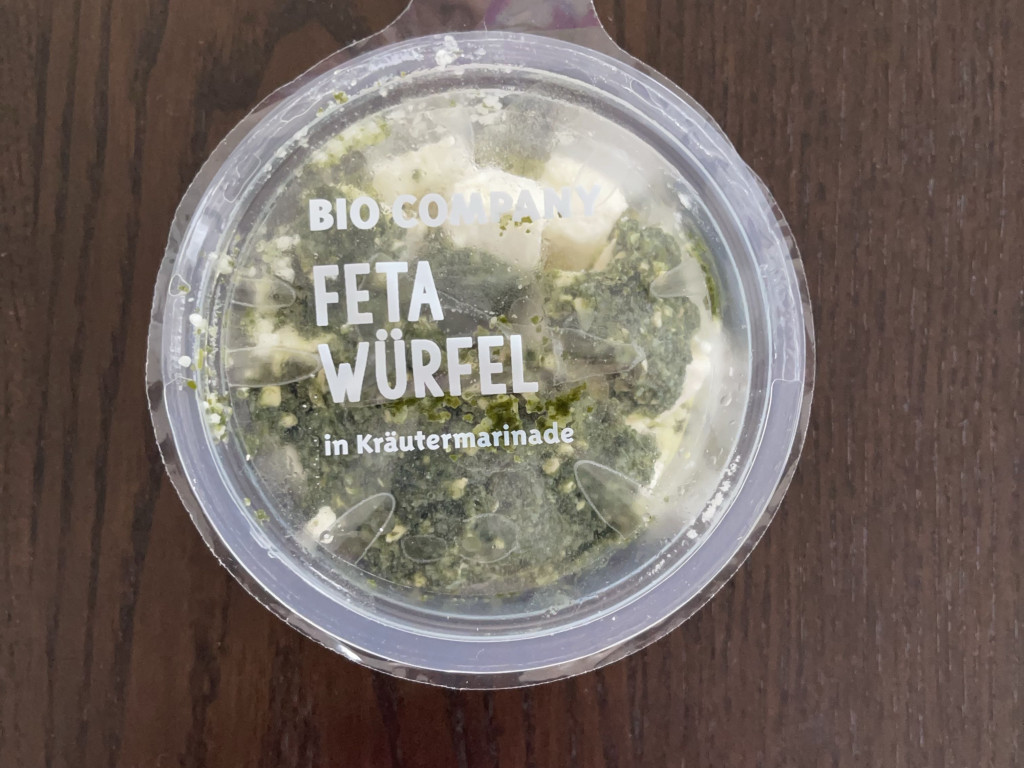 BIO COMPANY
FETA
WÜRFEL
in Kräutermarinade